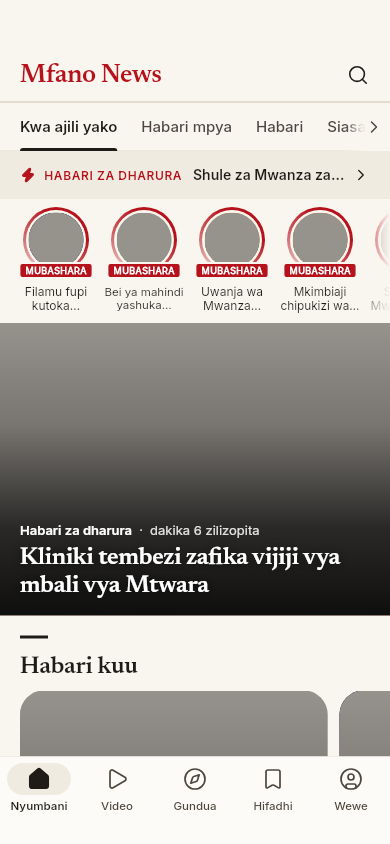 Mfano News
Kwa ajili yako Habari mpya Habari Siasa
HABARI ZA DHARURA Shule za Mwanza za...
MUBASHARA MUBASHARA MUBASHARA MUBASHARA
Filamu fupi kutoka...
Bei ya mahindi yashuka...
Uwanja wa Mwanza...
Mkimbiaji chipukizi wa...
Habari za dharura · dakika 6 zilizopita
Kliniki tembezi zafika vijiji vya
mbali vya Mtwara
Habari kuu
Nyumbani Video Gundua Hifadhi Wewe